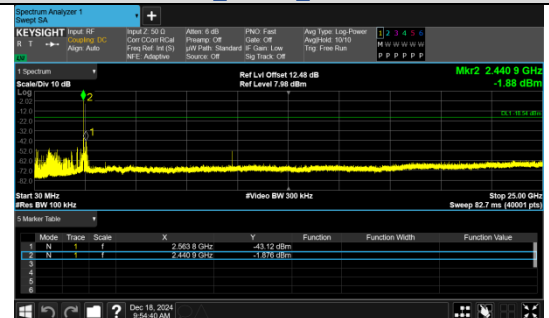 Spectrum Analyzer 1
Swept SA
+
KEYSIGHT Input: RF Input Z: 50 Ω Atten: 6 dB PNO: Fast Avg Type: Log-Power 1 2 3 4 5 6
R T Coupling: DC Corr CCorr RCal Preamp: Off Gate: Off Avg|Hold: 10/10 M W W W W W
Align: Auto Freq Ref: Int (S) µW Path: Standard IF Gain: Low Trig: Free Run
NFE: Adaptive Source: Off Sig Track: Off P P P P P P
1 Spectrum
Ref Lvl Offset 12.48 dB Mkr2 2.440 9 GHz
Scale/Div 10 dB Ref Level 7.98 dBm -1.88 dBm
Log
-2.02
-12.0
-22.0
-32.0
-42.0
-52.0
-62.0
-72.0
-82.0
2
1
Start 30 MHz #Video BW 300 kHz Stop 25.00 GHz
#Res BW 100 kHz Sweep 82.7 ms (40001 pts)
5 Marker Table
Mode Trace Scale X Y Function Function Width Function Value
1 N 1 f 2.563 8 GHz -43.12 dBm
2 N 1 f 2.440 9 GHz -1.876 dBm
3
4
5
6
? Dec 18, 2024
9:54:40 AM